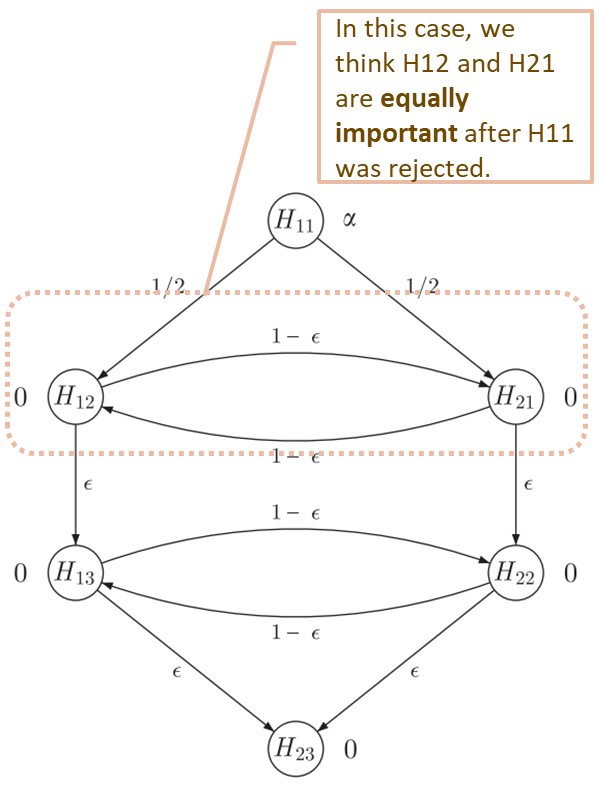 In this case, we
think H12 and H21
are equally
important after H11
was rejected.
H11 α
1/2 1/2
1 − ϵ
0 H12 H21 0
1 − ϵ
ϵ ϵ
1 − ϵ
0 H13 H22 0
1 − ϵ
ϵ ϵ
H23 0